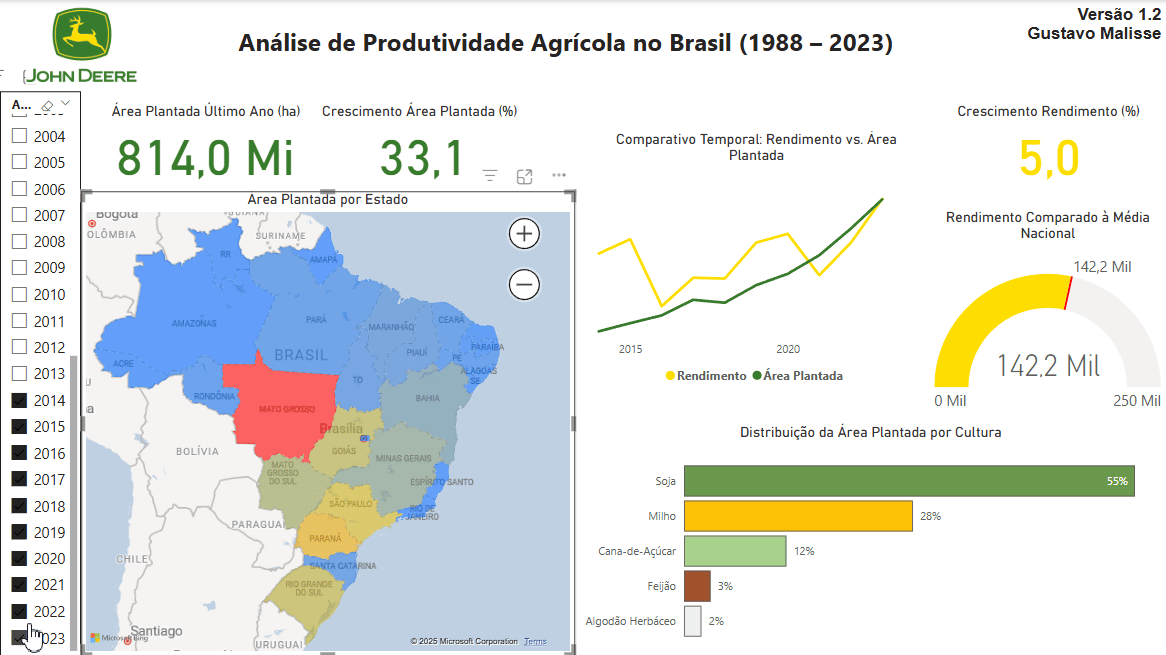 Versão 1.2
Gustavo Malisse
Análise de Produtividade Agrícola no Brasil (1988 – 2023)
JOHN DEERE
A...
2004
2005
2006
2007
2008
2009
2010
2011
2012
2013
2014
2015
2016
2017
2018
2019
2020
2021
2022
Área Plantada Último Ano (ha)
814,0 Mi
Crescimento Área Plantada (%)
33,1
Área Plantada por Estado
Bogotá
OLÔMBIA
SURINAME
RR
AMAPÁ
AMAZONAS
PARÁ
MARANHÃO
CEARÁ
PARAÍBA
PIAUÍ
PE
ALAGOAS
SE
BRASIL
ACRE
TO
RONDÔNIA
MATO GROSSO
BAHIA
Brasília
GOIÁS
BOLÍVIA
MINAS GERAIS
MATO
GROSSO
DO SUL
ESPÍRITO SANTO
SÃO PAULO
RIO DE
JANEIRO
PARAGUAI
PARANÁ
CHILE
SANTA CATARINA
RIO GRANDE
DO SUL
Santiago
URUGUAI
Microsoft Bing
© 2025 Microsoft Corporation Terms
Comparativo Temporal: Rendimento vs. Área
Plantada
2015
2020
Rendimento
Área Plantada
Crescimento Rendimento (%)
5,0
Rendimento Comparado à Média
Nacional
142,2 Mil
142,2 Mil
0 Mil
250 Mil
Distribuição da Área Plantada por Cultura
Soja
55%
Milho
28%
Cana-de-Açúcar
12%
Feijão
3%
Algodão Herbáceo
2%